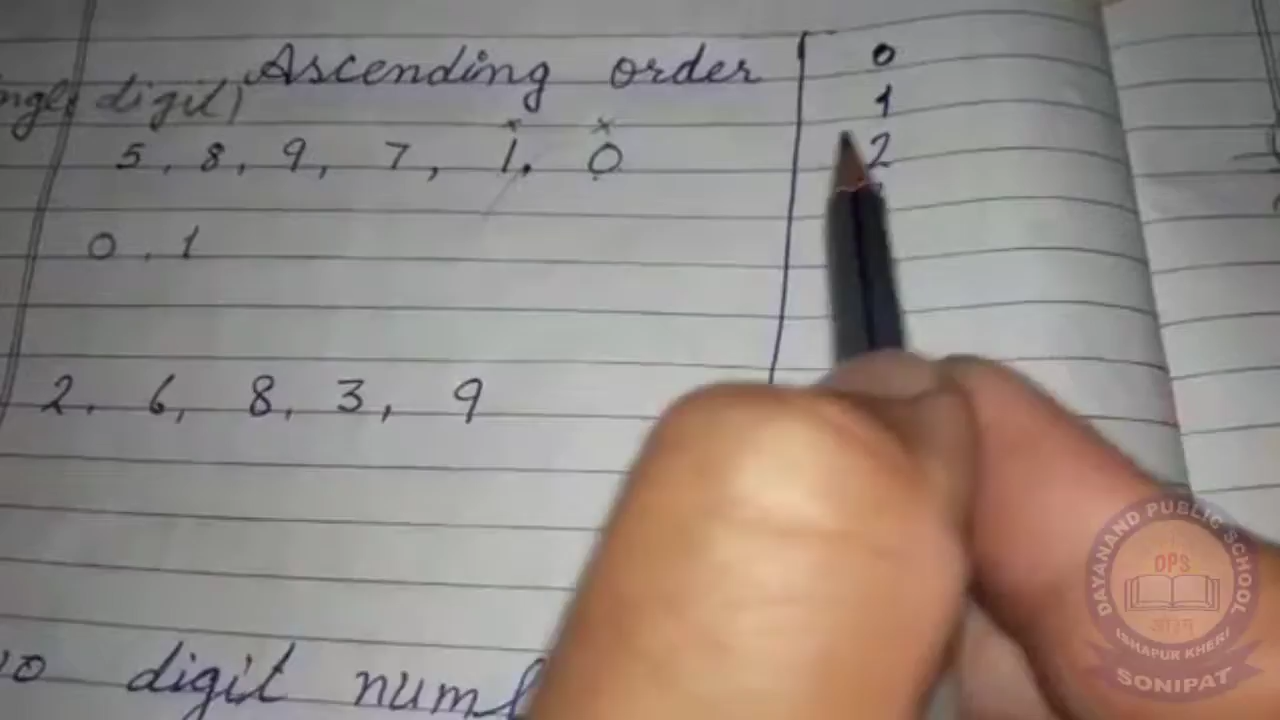 Ascending order
digit)
5, 8, 9, 7, 1, 0
0, 1
2, 6, 8, 3, 9
digit
0
1
2
DAYANAND PUBLIC SCHOOL
DPS
ISHAPUR KHERI
SONIPAT